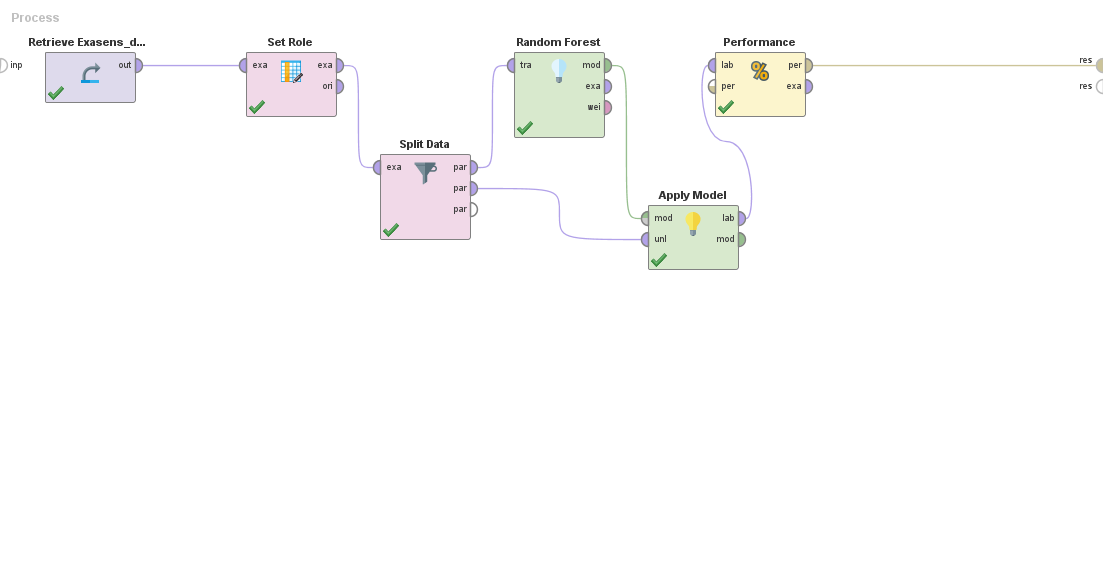 Process
inp
Retrieve Exasens_d...
out
Set Role
exa exa
ori
Split Data
exa par
par
par
Random Forest
tra mod
exa
wei
Apply Model
mod lab
unl mod
Performance
lab per
per exa
res
res